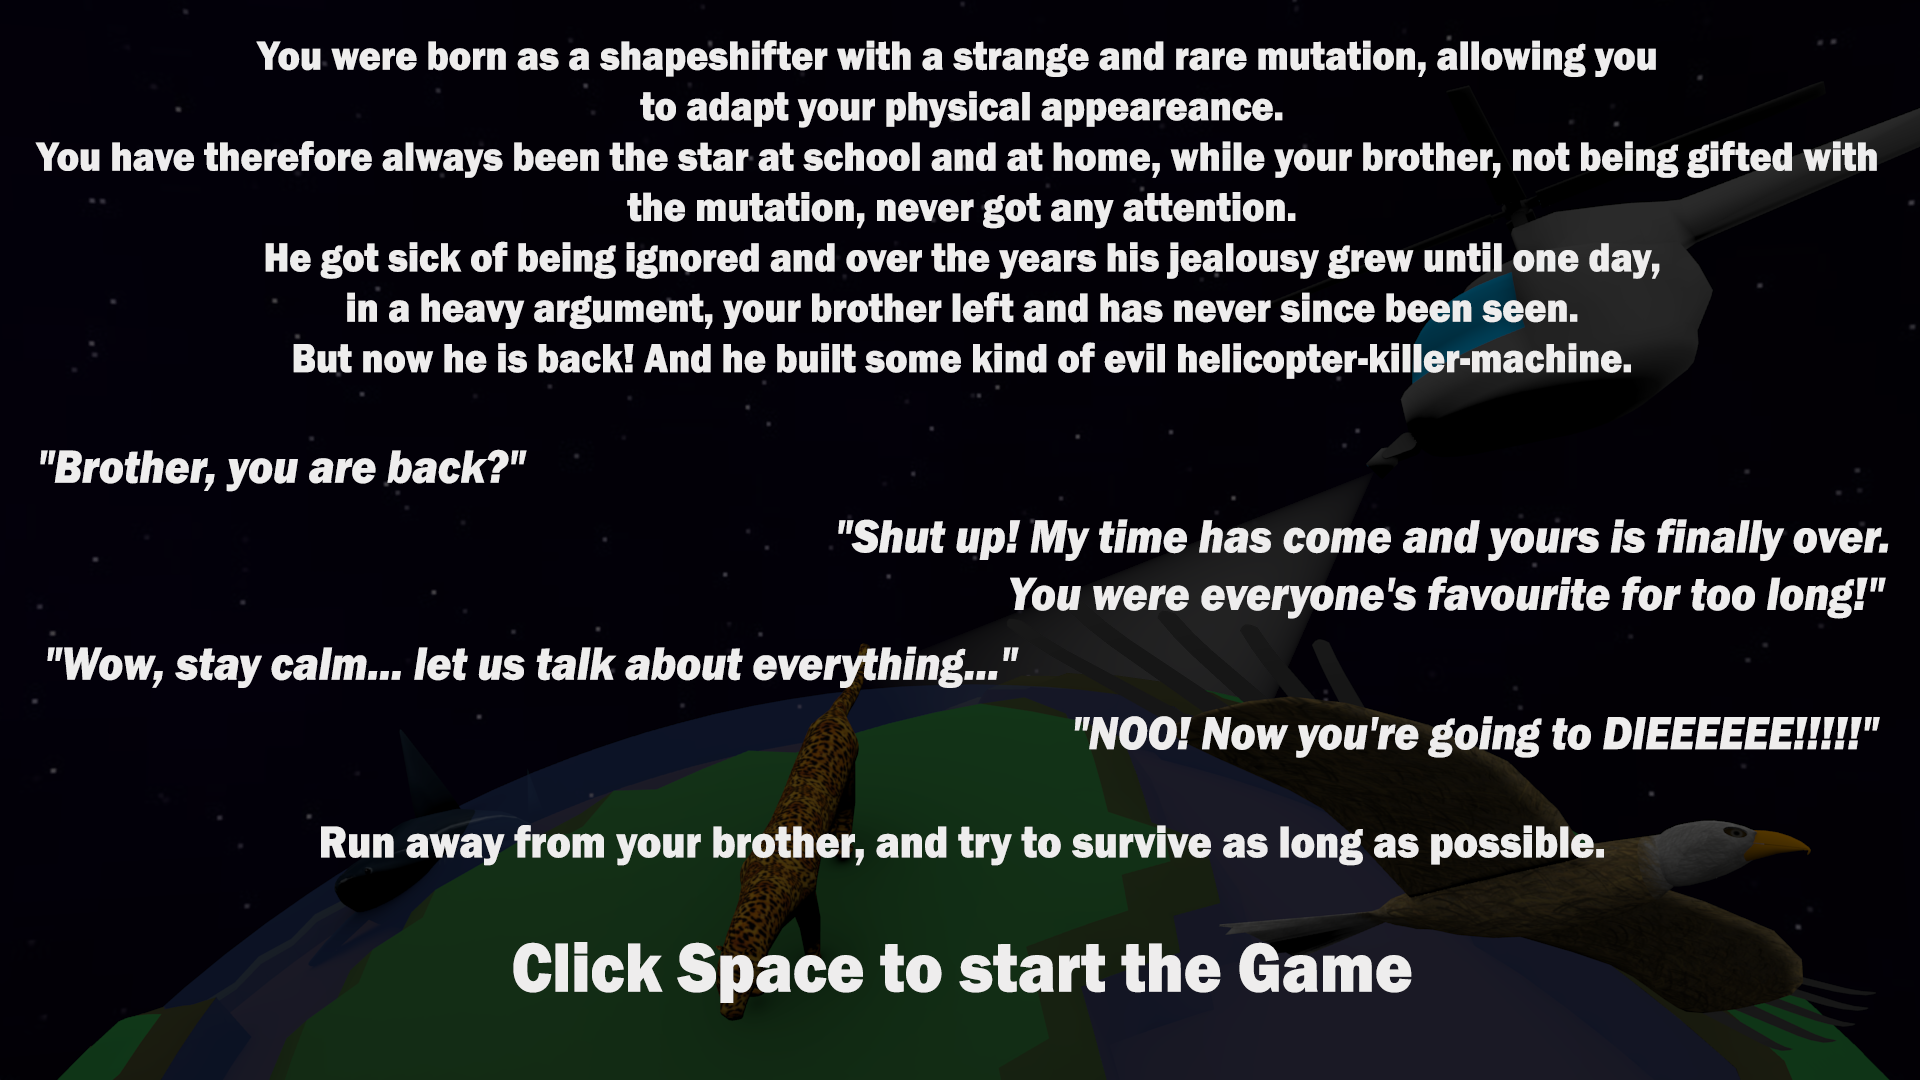 You were born as a shapeshifter with a strange and rare mutation, allowing you
to adapt your physical appeareance.
You have therefore always been the star at school and at home, while your brother, not being gifted with
the mutation, never got any attention.
He got sick of being ignored and over the years his jealousy grew until one day,
in a heavy argument, your brother left and has never since been seen.
But now he is back! And he built some kind of evil helicopter-killer-machine.
"Brother, you are back?"
"Shut up! My time has come and yours is finally over.
You were everyone's favourite for too long!"
"Wow, stay calm... let us talk about everything..."
"NOO! Now you're going to DIEEEEEE!!!!!"
Run away from your brother, and try to survive as long as possible.
Click Space to start the Game